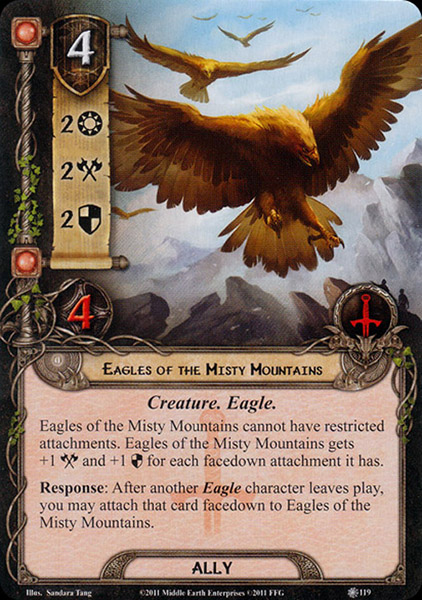 4
2
2
2
4
Eagles of the Misty Mountains
Creature. Eagle.
Eagles of the Misty Mountains cannot have restricted
attachments. Eagles of the Misty Mountains gets
+1 and +1 for each facedown attachment it has.
Response: After another Eagle character leaves play,
you may attach that card facedown to Eagles of the
Misty Mountains.
ALLY
Illus. Sandara Tang ©2011 Middle Earth Enterprises ©2011 FFG 119